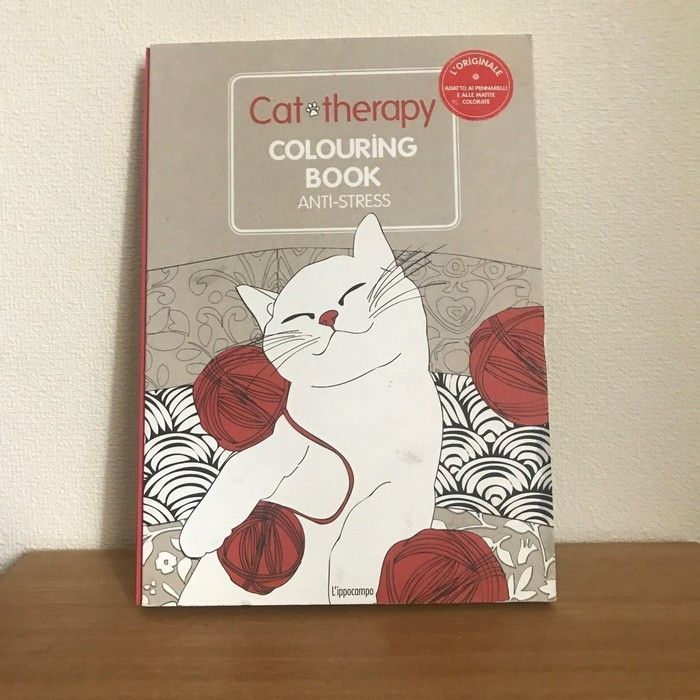 L'ORIGINALE
ADATTO AI PENNARELLI
E ALLE MATITE
COLORATE
Cat therapy
COLOURING
BOOK
ANTI-STRESS
L'ippocampo